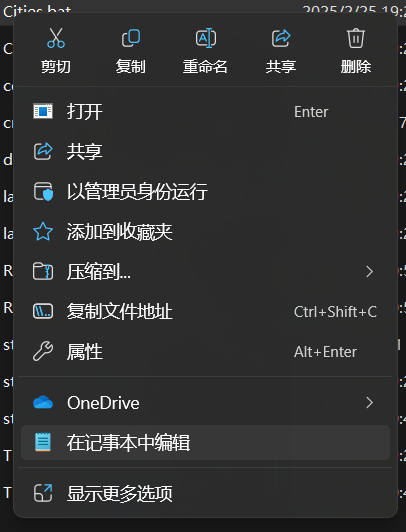 Cities.bat
2025/2/25 19:2
剪切
复制
重命名
共享
删除
打开
Enter
共享
以管理员身份运行
添加到收藏夹
压缩到...
复制文件地址
Ctrl+Shift+C
属性
Alt+Enter
OneDrive
在记事本中编辑
显示更多选项